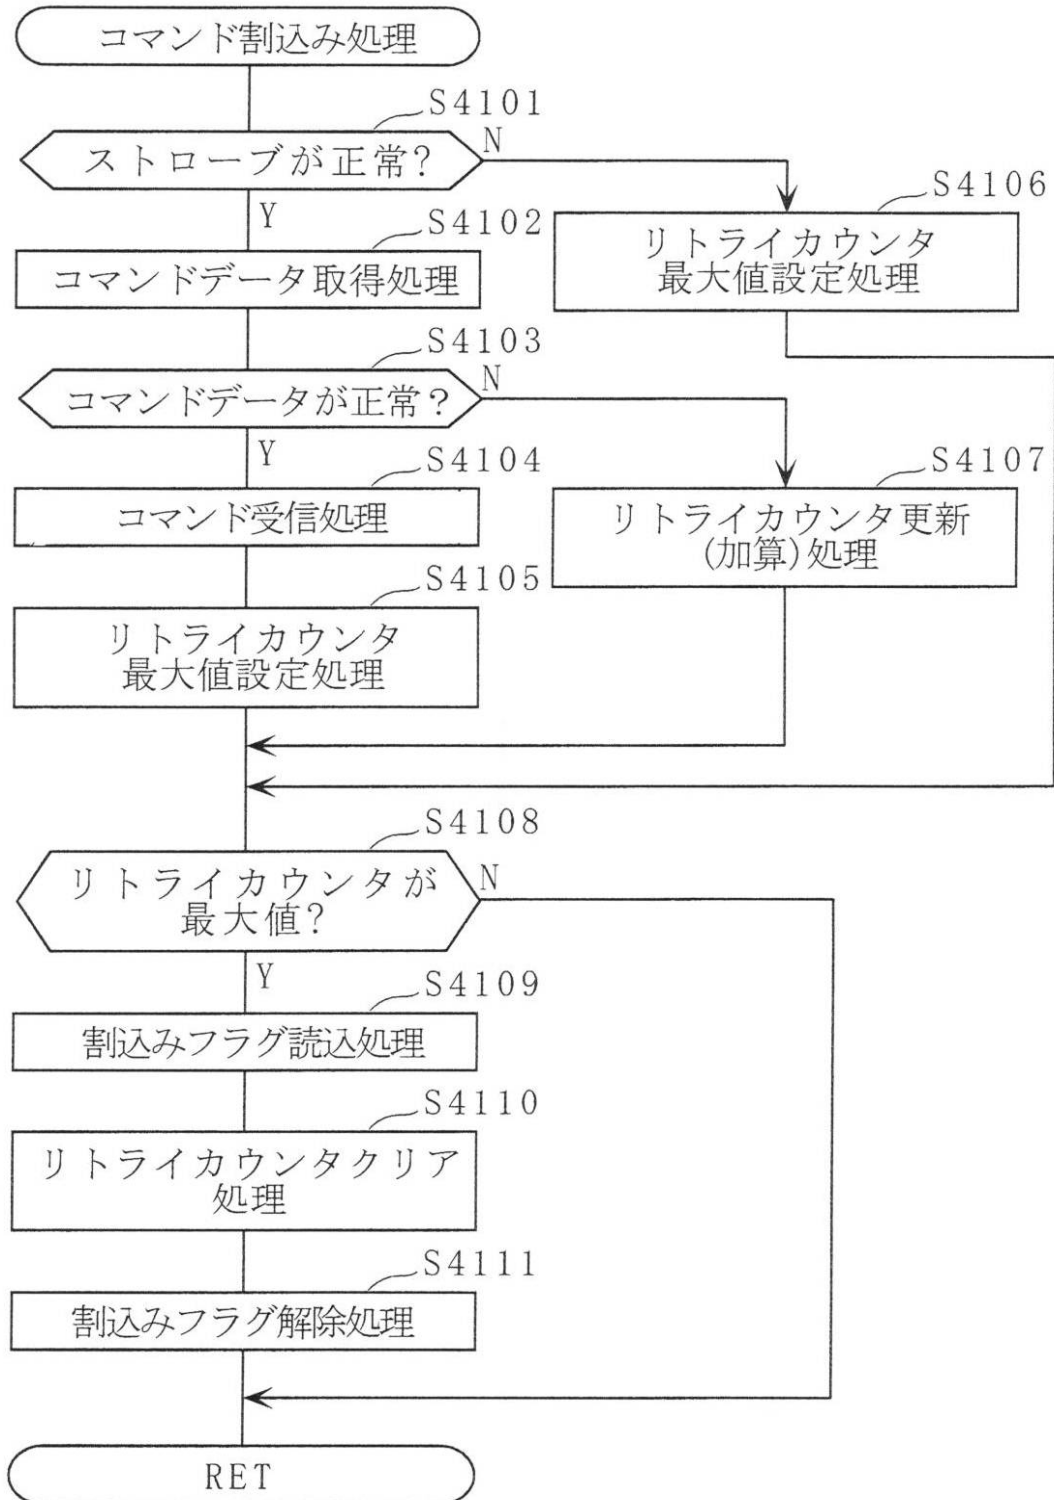 コマンド割込み処理
S4101
ストローブが正常?
N
Y
S4106
リトライカウンタ
最大値設定処理
S4102
コマンドデータ取得処理
S4103
コマンドデータが正常?
N
Y
S4104
コマンド受信処理
S4107
リトライカウンタ更新
(加算)処理
S4105
リトライカウンタ
最大値設定処理
S4108
リトライカウンタが
最大値?
N
Y
S4109
割込みフラグ読込処理
S4110
リトライカウンタクリア
処理
S4111
割込みフラグ解除処理
RET